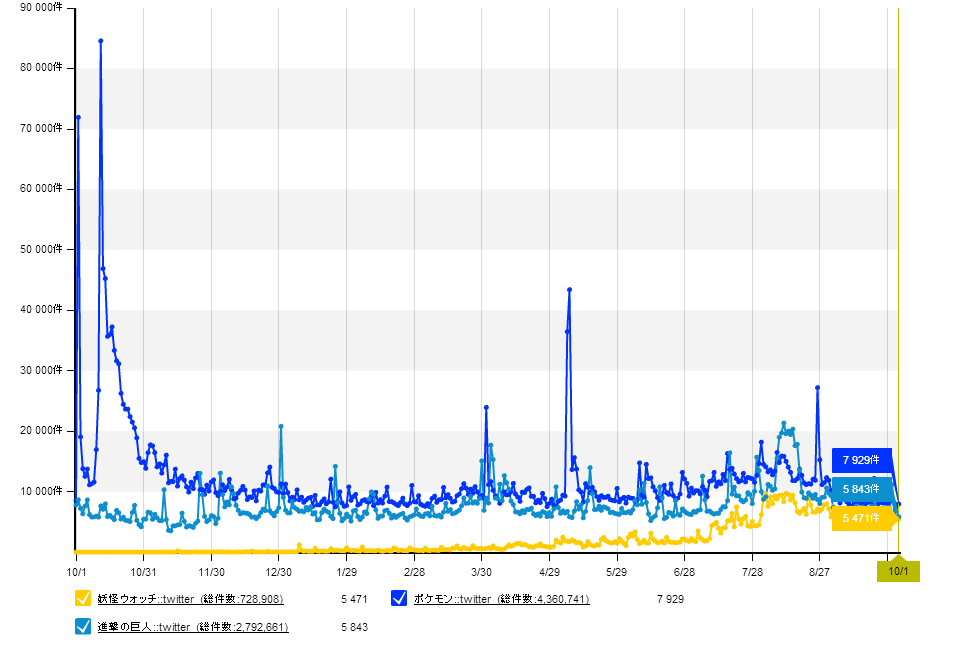 90 000件
80 000件
70 000件
60 000件
50 000件
40 000件
30 000件
20 000件
10 000件
7 929件
5 843件
5 471件
10/1 10/31 11/30 12/30 1/29 2/28 3/30 4/29 5/29 6/28 7/28 8/27 10/1
妖怪ウォッチ::twitter (総件数:728,908) 5 471 ポケモン::twitter (総件数:4,360,741) 7 929
進撃の巨人::twitter (総件数:2,792,661) 5 843